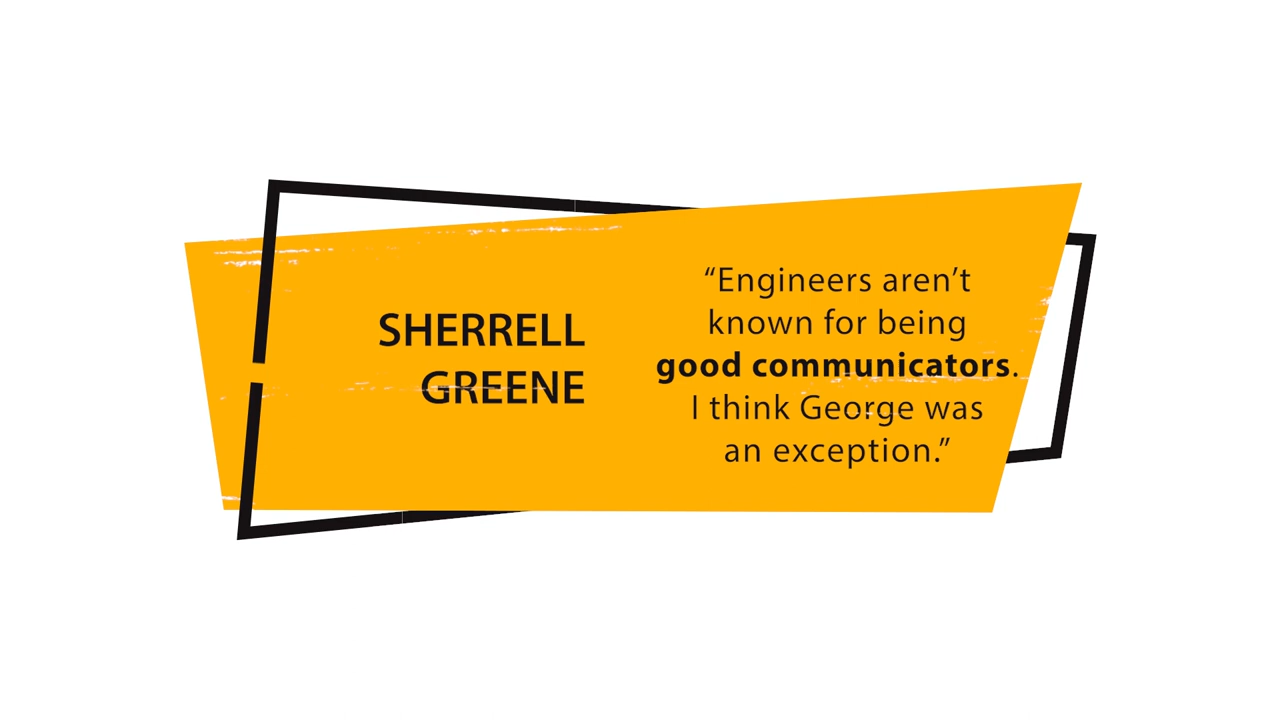 SHERRELL
GREENE
“Engineers aren’t
known for being
good communicators.
I think George was
an exception.”